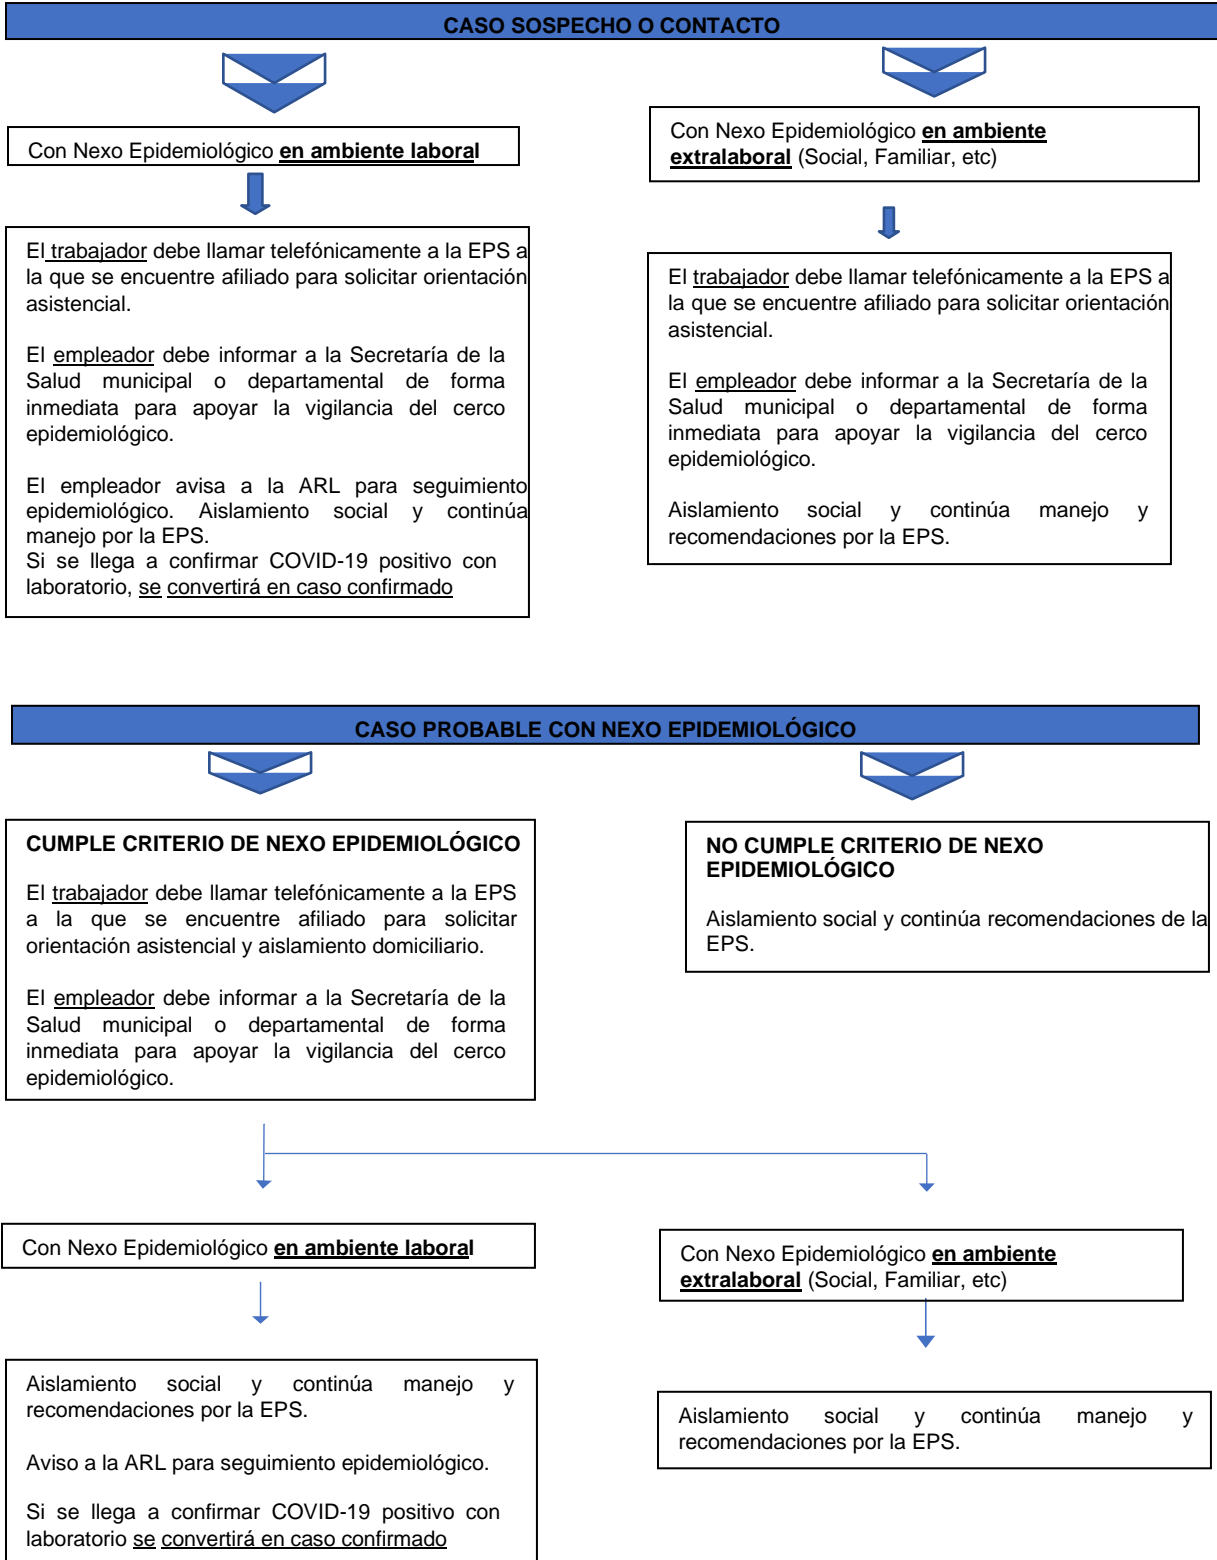 CASO SOSPECHO O CONTACTO
Con Nexo Epidemiológico en ambiente laboral
El trabajador debe llamar telefónicamente a la EPS a
la que se encuentre afiliado para solicitar orientación
asistencial.
El empleador debe informar a la Secretaría de la
Salud municipal o departamental de forma
inmediata para apoyar la vigilancia del cerco
epidemiológico.
El empleador avisa a la ARL para seguimiento
epidemiológico. Aislamiento social y continúa
manejo por la EPS.
Si se llega a confirmar COVID-19 positivo con
laboratorio, se convertirá en caso confirmado
Con Nexo Epidemiológico en ambiente
extralaboral (Social, Familiar, etc)
El trabajador debe llamar telefónicamente a la EPS a
la que se encuentre afiliado para solicitar orientación
asistencial.
El empleador debe informar a la Secretaría de la
Salud municipal o departamental de forma
inmediata para apoyar la vigilancia del cerco
epidemiológico.
Aislamiento social y continúa manejo y
recomendaciones por la EPS.
CASO PROBABLE CON NEXO EPIDEMIOLÓGICO
CUMPLE CRITERIO DE NEXO EPIDEMIOLÓGICO
El trabajador debe llamar telefónicamente a la EPS
a la que se encuentre afiliado para solicitar
orientación asistencial y aislamiento domiciliario.
El empleador debe informar a la Secretaría de la
Salud municipal o departamental de forma
inmediata para apoyar la vigilancia del cerco
epidemiológico.
NO CUMPLE CRITERIO DE NEXO
EPIDEMIOLÓGICO
Aislamiento social y continúa recomendaciones de la
EPS.
Con Nexo Epidemiológico en ambiente laboral
Aislamiento social y continúa manejo y
recomendaciones por la EPS.
Aviso a la ARL para seguimiento epidemiológico.
Si se llega a confirmar COVID-19 positivo con
laboratorio se convertirá en caso confirmado
Con Nexo Epidemiológico en ambiente
extralaboral (Social, Familiar, etc)
Aislamiento social y continúa manejo y
recomendaciones por la EPS.